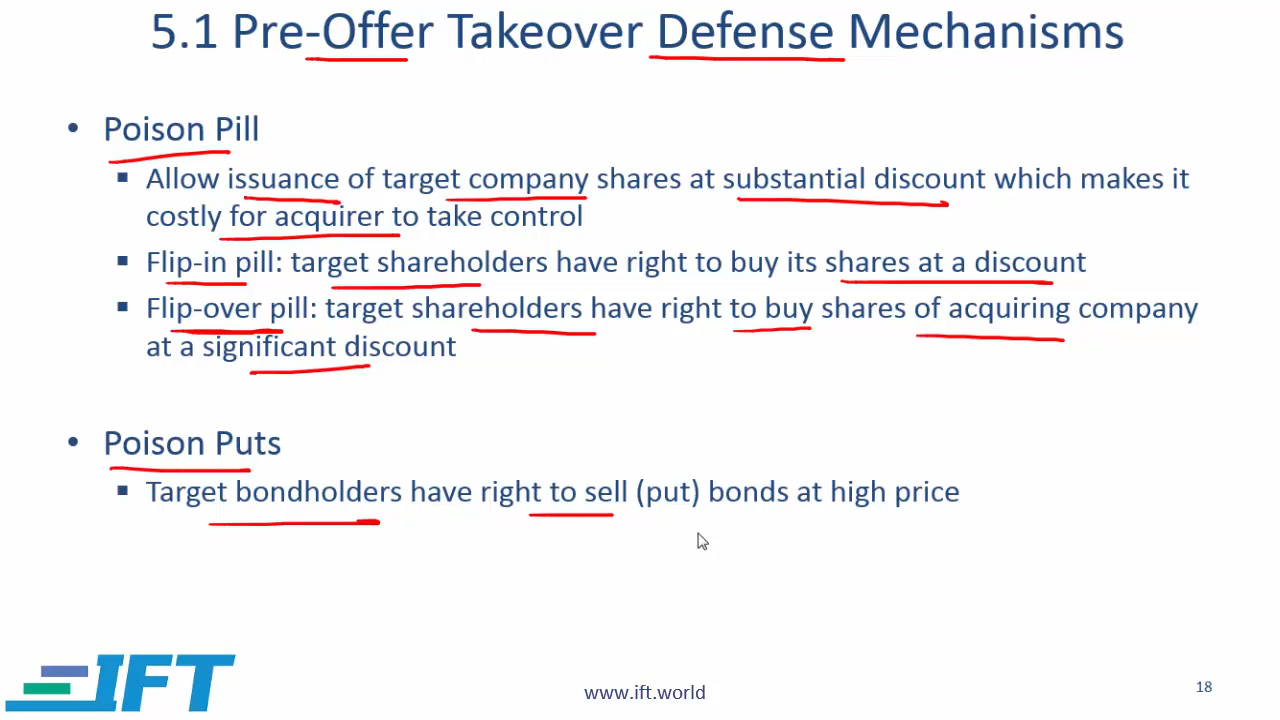 5.1 Pre-Offer Takeover Defense Mechanisms
• Poison Pill
▪ Allow issuance of target company shares at substantial discount which makes it
costly for acquirer to take control
▪ Flip-in pill: target shareholders have right to buy its shares at a discount
▪ Flip-over pill: target shareholders have right to buy shares of acquiring company
at a significant discount
• Poison Puts
▪ Target bondholders have right to sell (put) bonds at high price
IFT
www.ift.world
18